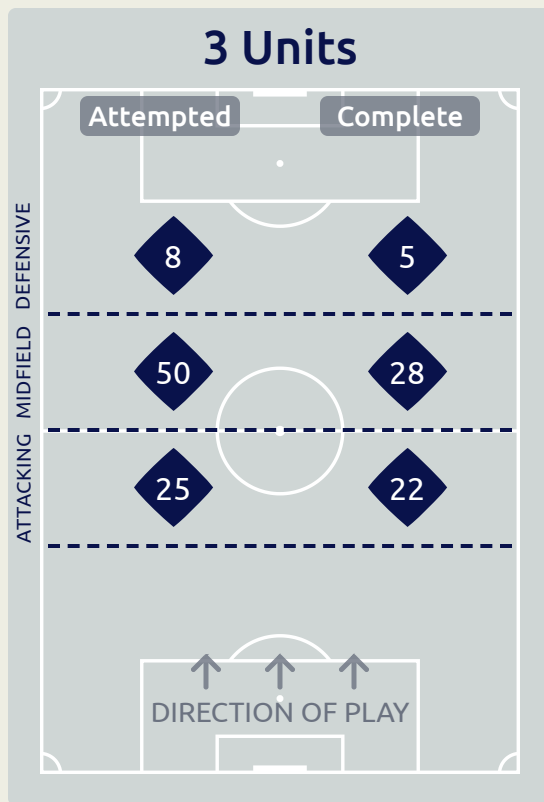 3 Units
Attempted Complete
DEFENSIVE
8 5
MIDFIELD
50 28
ATTACKING
25 22
DIRECTION OF PLAY